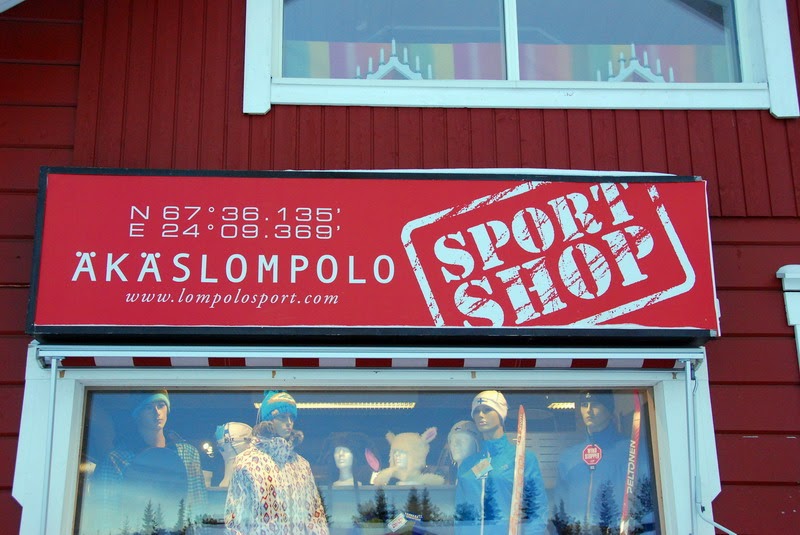 N 67°36.135'
E 24°09.369'
ÄKÄSLOMPOLO
www.lompolosport.com
SPORT
SHOP
PELTONEN